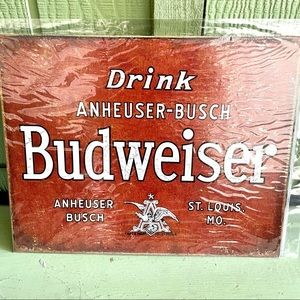 Drink
ANHEUSER-BUSCH
Budweiser
ANHEUSER BUSCH
ST. LOUIS, MO.